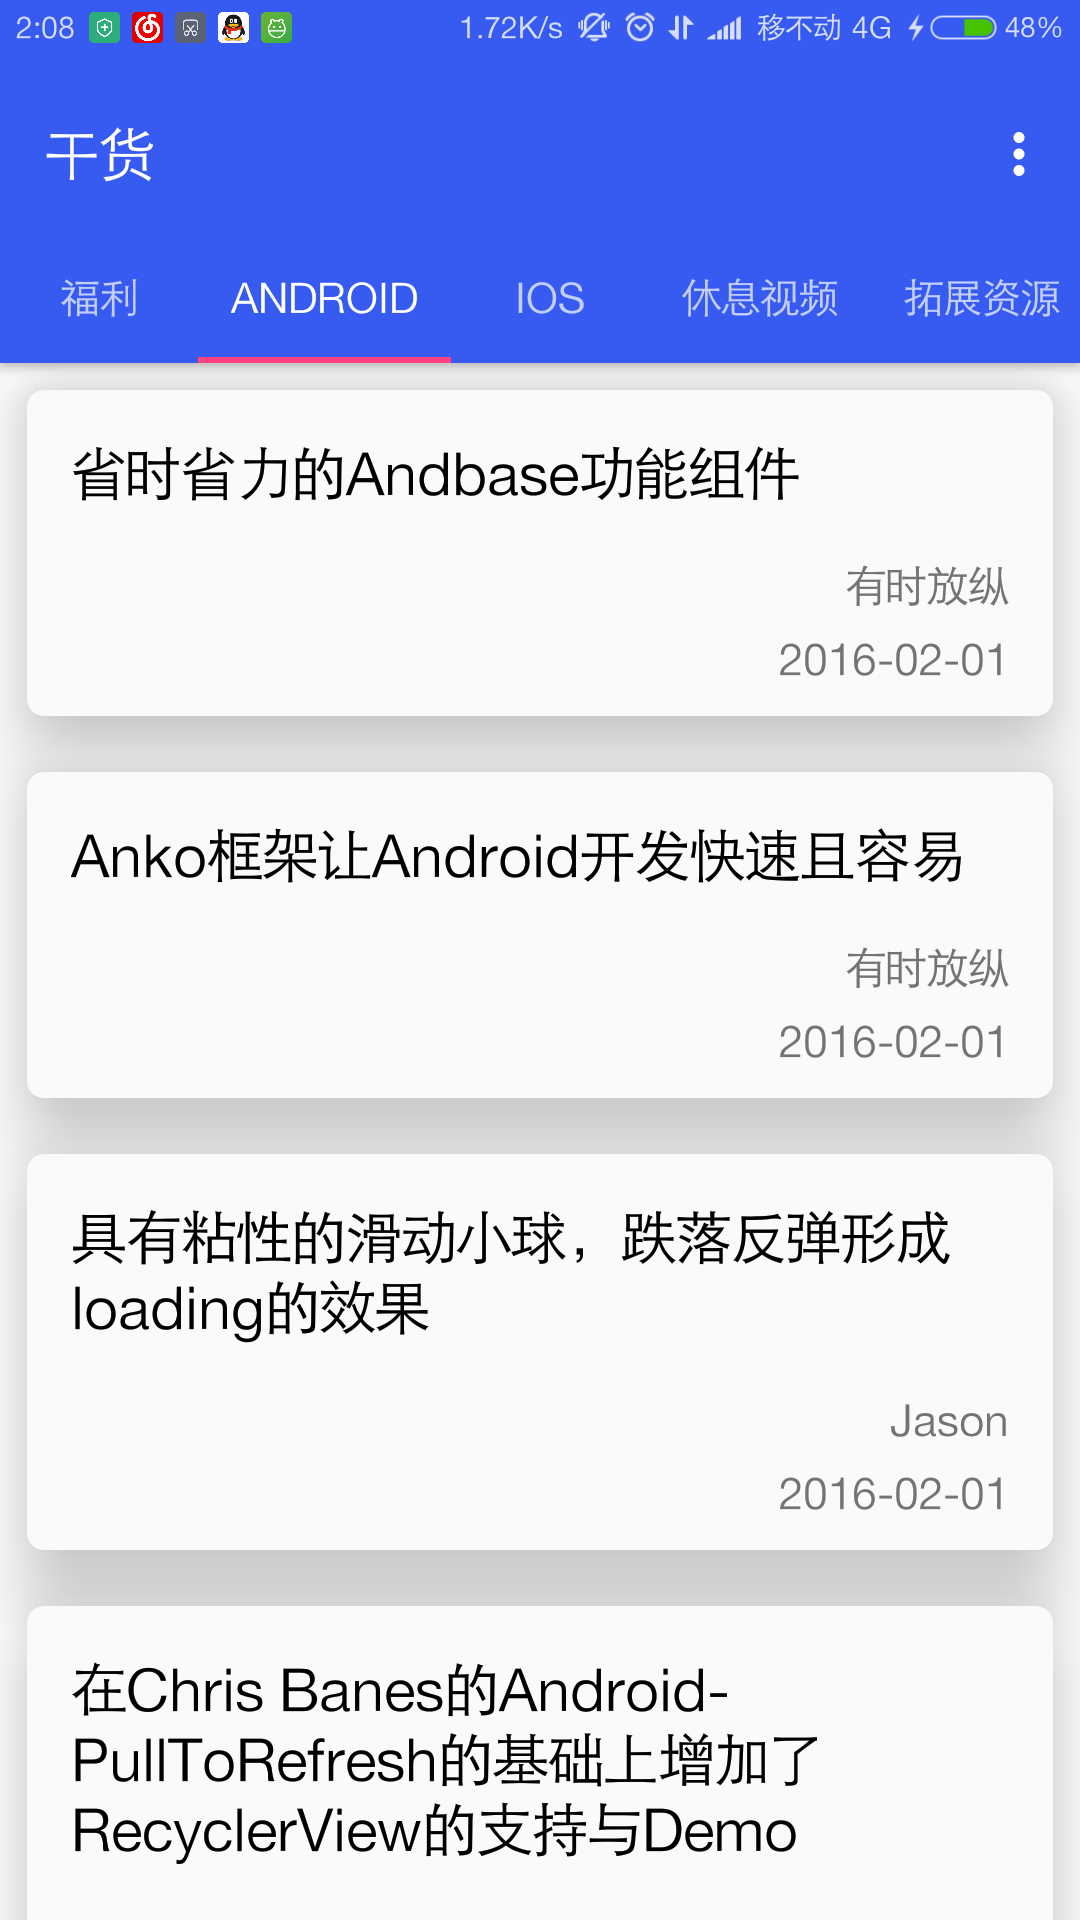 2:08 1.72K/s 移不动 4G 48%
干货
福利 ANDROID IOS 休息视频 拓展资源
省时省力的Andbase功能组件
有时放纵
2016-02-01
Anko框架让Android开发快速且容易
有时放纵
2016-02-01
具有粘性的滑动小球，跌落反弹形成
loading的效果
Jason
2016-02-01
在Chris Banes的Android-
PullToRefresh的基础上增加了
RecyclerView的支持与Demo